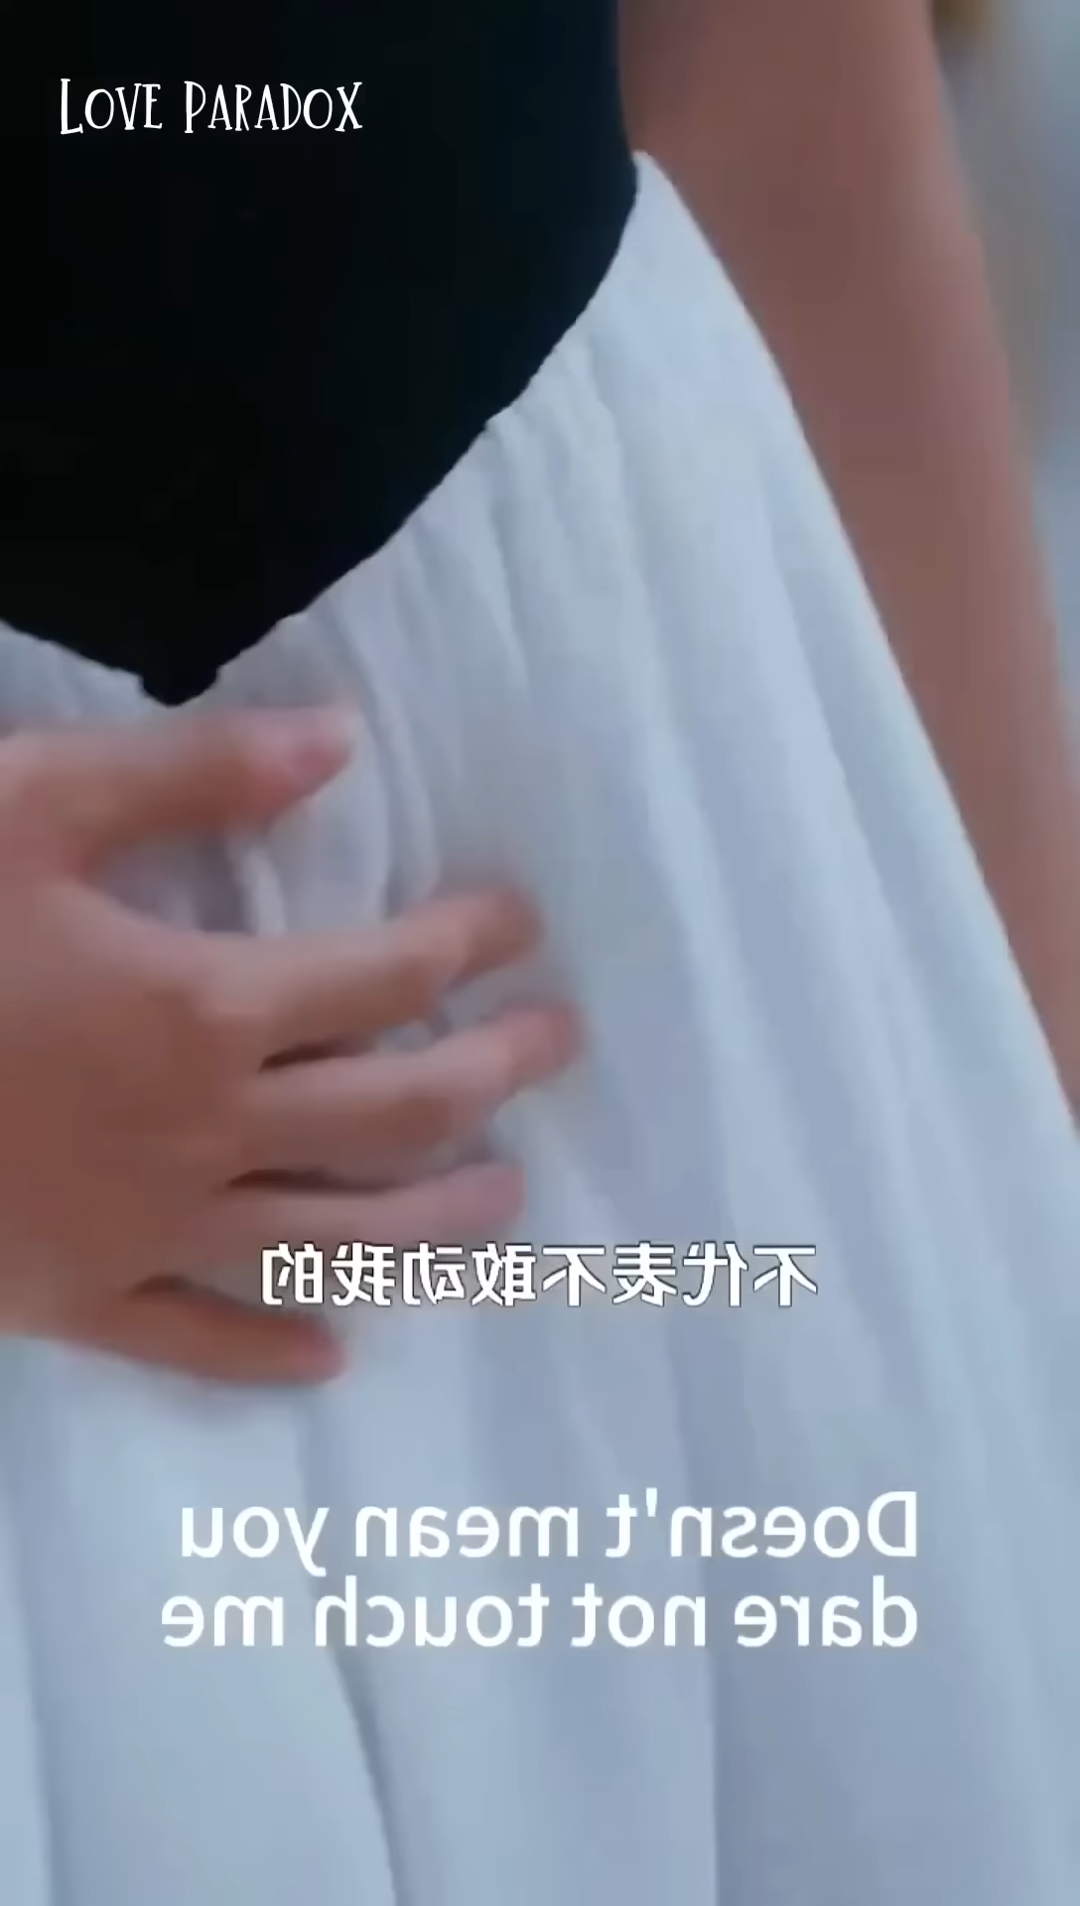 LOVE PARADOX
不代表不敢动我的
Doesn't mean you
dare not touch me